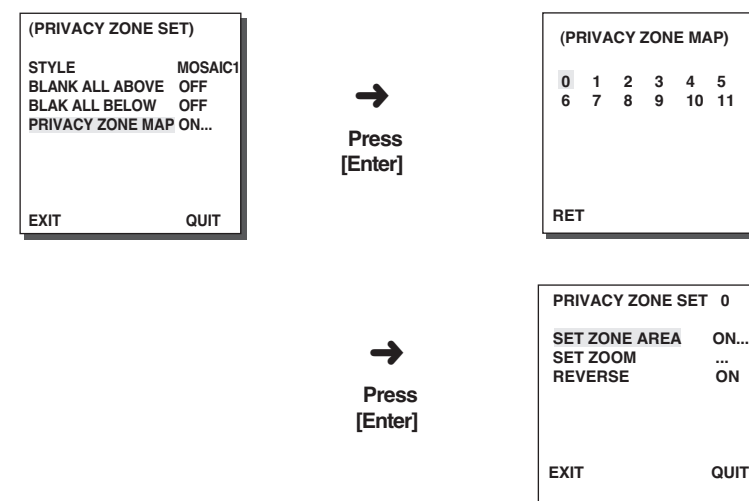 (PRIVACY ZONE SET)
STYLE MOSAIC1
BLANK ALL ABOVE OFF
BLAK ALL BELOW OFF
PRIVACY ZONE MAP ON...
EXIT QUIT
Press
[Enter]
(PRIVACY ZONE MAP)
0 1 2 3 4 5
6 7 8 9 10 11
RET
Press
[Enter]
PRIVACY ZONE SET 0
SET ZONE AREA ON...
SET ZOOM ...
REVERSE ON
EXIT QUIT